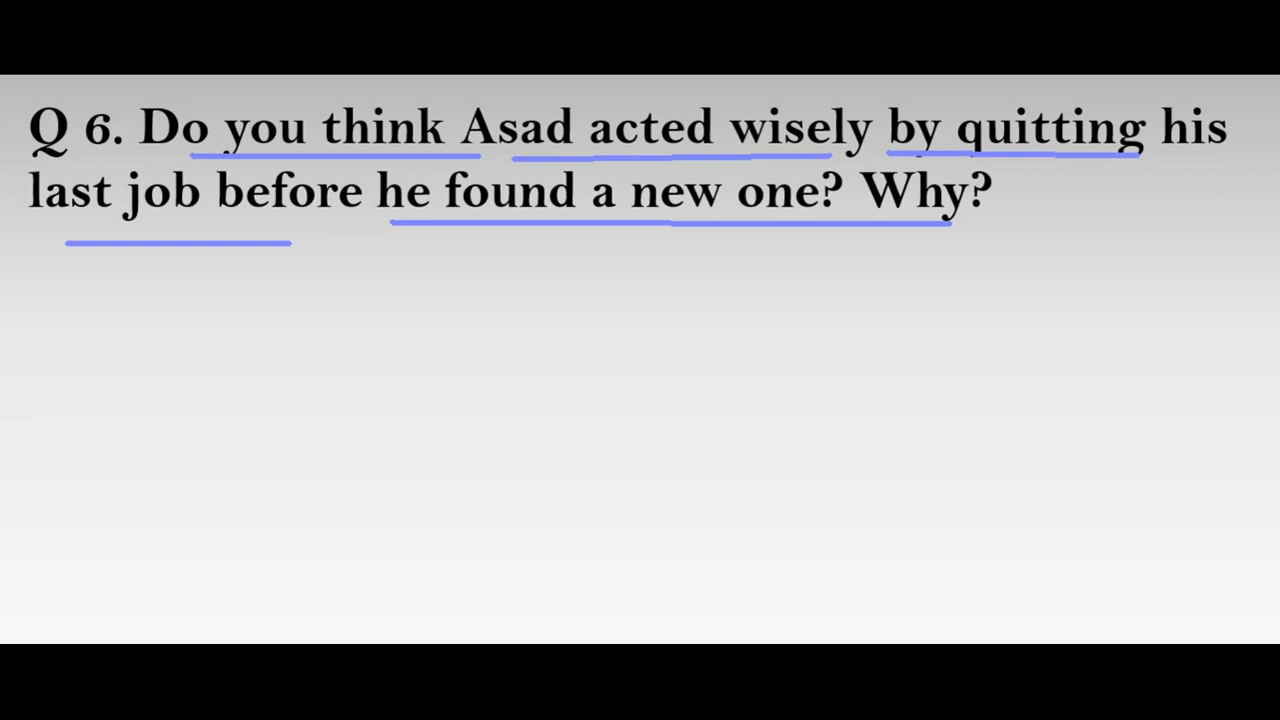 Q 6. Do you think Asad acted wisely by quitting his
last job before he found a new one? Why?